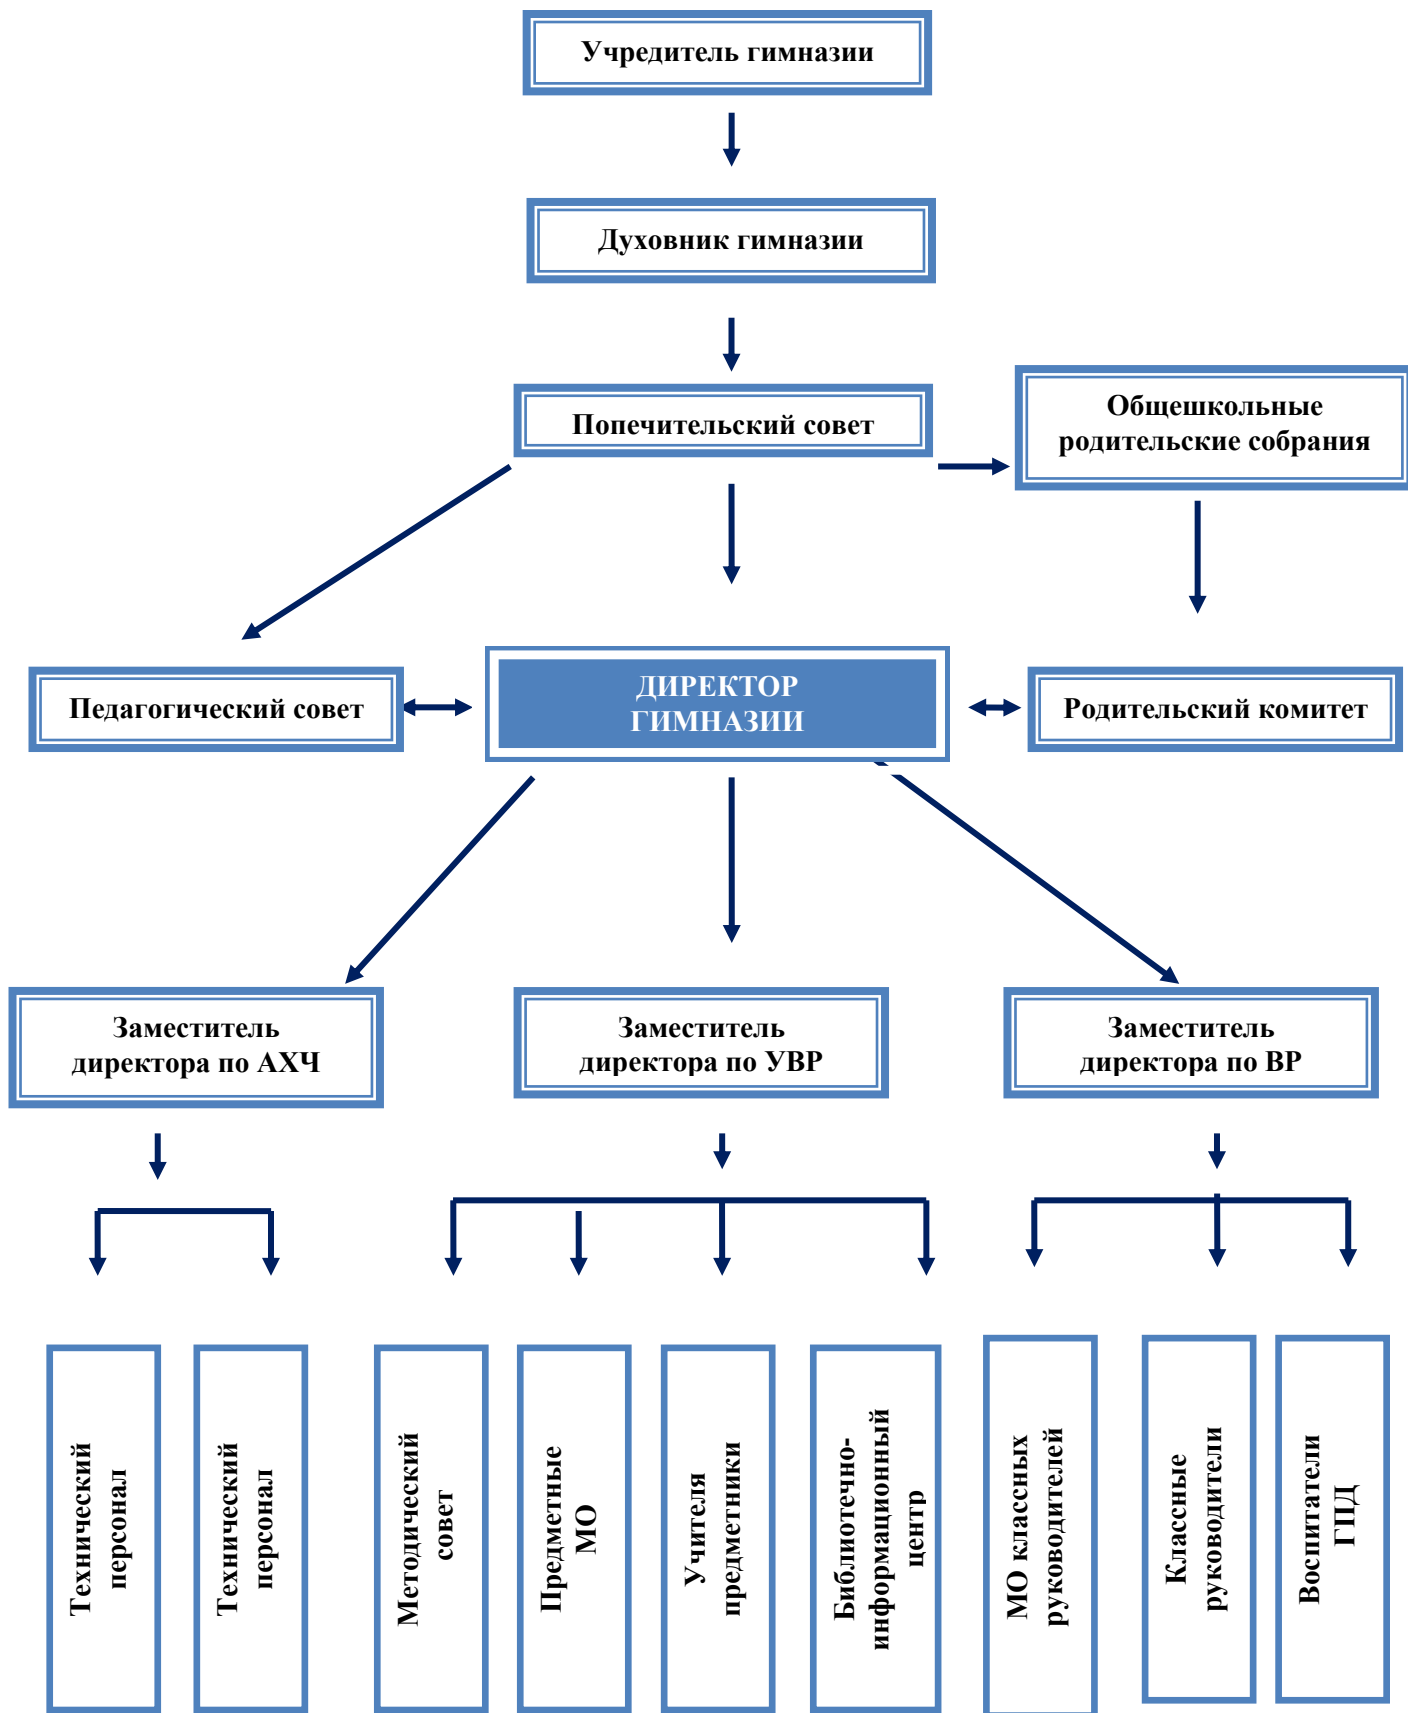 Учредитель гимназии
Духовник гимназии
Попечительский совет
Общешкольные
родительские собрания
Педагогический совет
ДИРЕКТОР
ГИМНАЗИИ
Родительский комитет
Заместитель
директора по АХЧ
Заместитель
директора по УВР
Заместитель
директора по ВР
Технический
персонал
Технический
персонал
Методический
совет
Предметные
МО
Учителя
предметники
Библиотечно-
информационный
центр
МО классных
руководителей
Классные
руководители
Воспитатели
ГПД